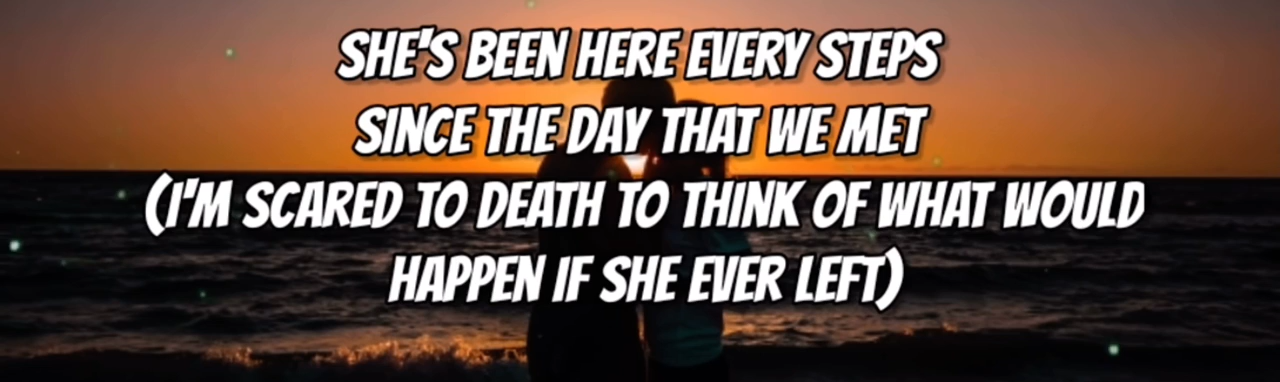 SHE'S BEEN HERE EVERY STEPS
SINCE THE DAY THAT WE MET
(I'M SCARED TO DEATH TO THINK OF WHAT WOULD
HAPPEN IF SHE EVER LEFT)